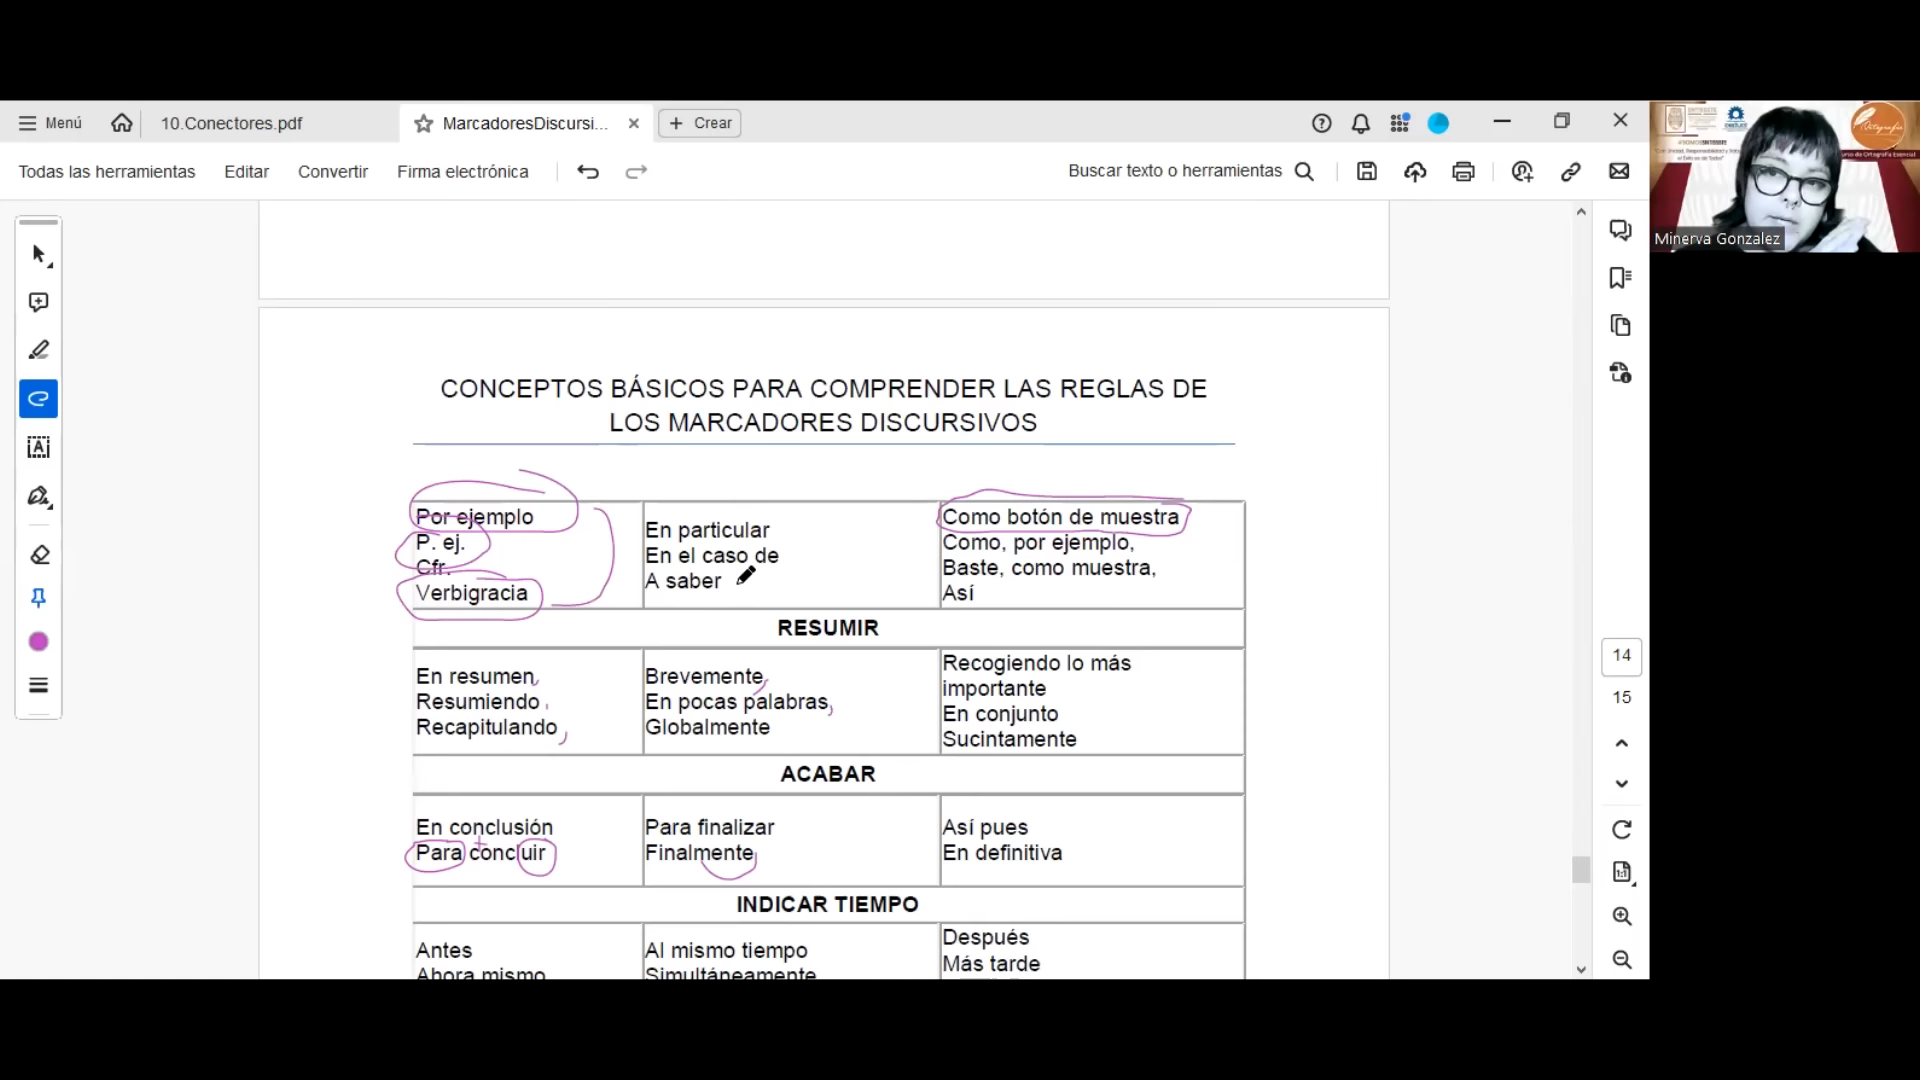 Menú
10.Conectores.pdf
MarcadoresDiscursi...
Crear
Todas las herramientas
Editar
Convertir
Firma electrónica
Buscar texto o herramientas
Minerva Gonzalez
CONCEPTOS BÁSICOS PARA COMPRENDER LAS REGLAS DE
LOS MARCADORES DISCURSIVOS
Por ejemplo
P. ej.
Cfr.
Verbigracia
En particular
En el caso de
A saber
Como botón de muestra
Como, por ejemplo,
Baste, como muestra,
Así
RESUMIR
En resumen,
Resumiendo,
Recapitulando,
Brevemente,
En pocas palabras,
Globalmente
Recogiendo lo más
importante
En conjunto
Sucintamente
ACABAR
En conclusión
Para + concluir
Para finalizar
Finalmente
Así pues
En definitiva
INDICAR TIEMPO
Antes
Ahora mismo
Al mismo tiempo
Simultáneamente
Después
Más tarde
14
15